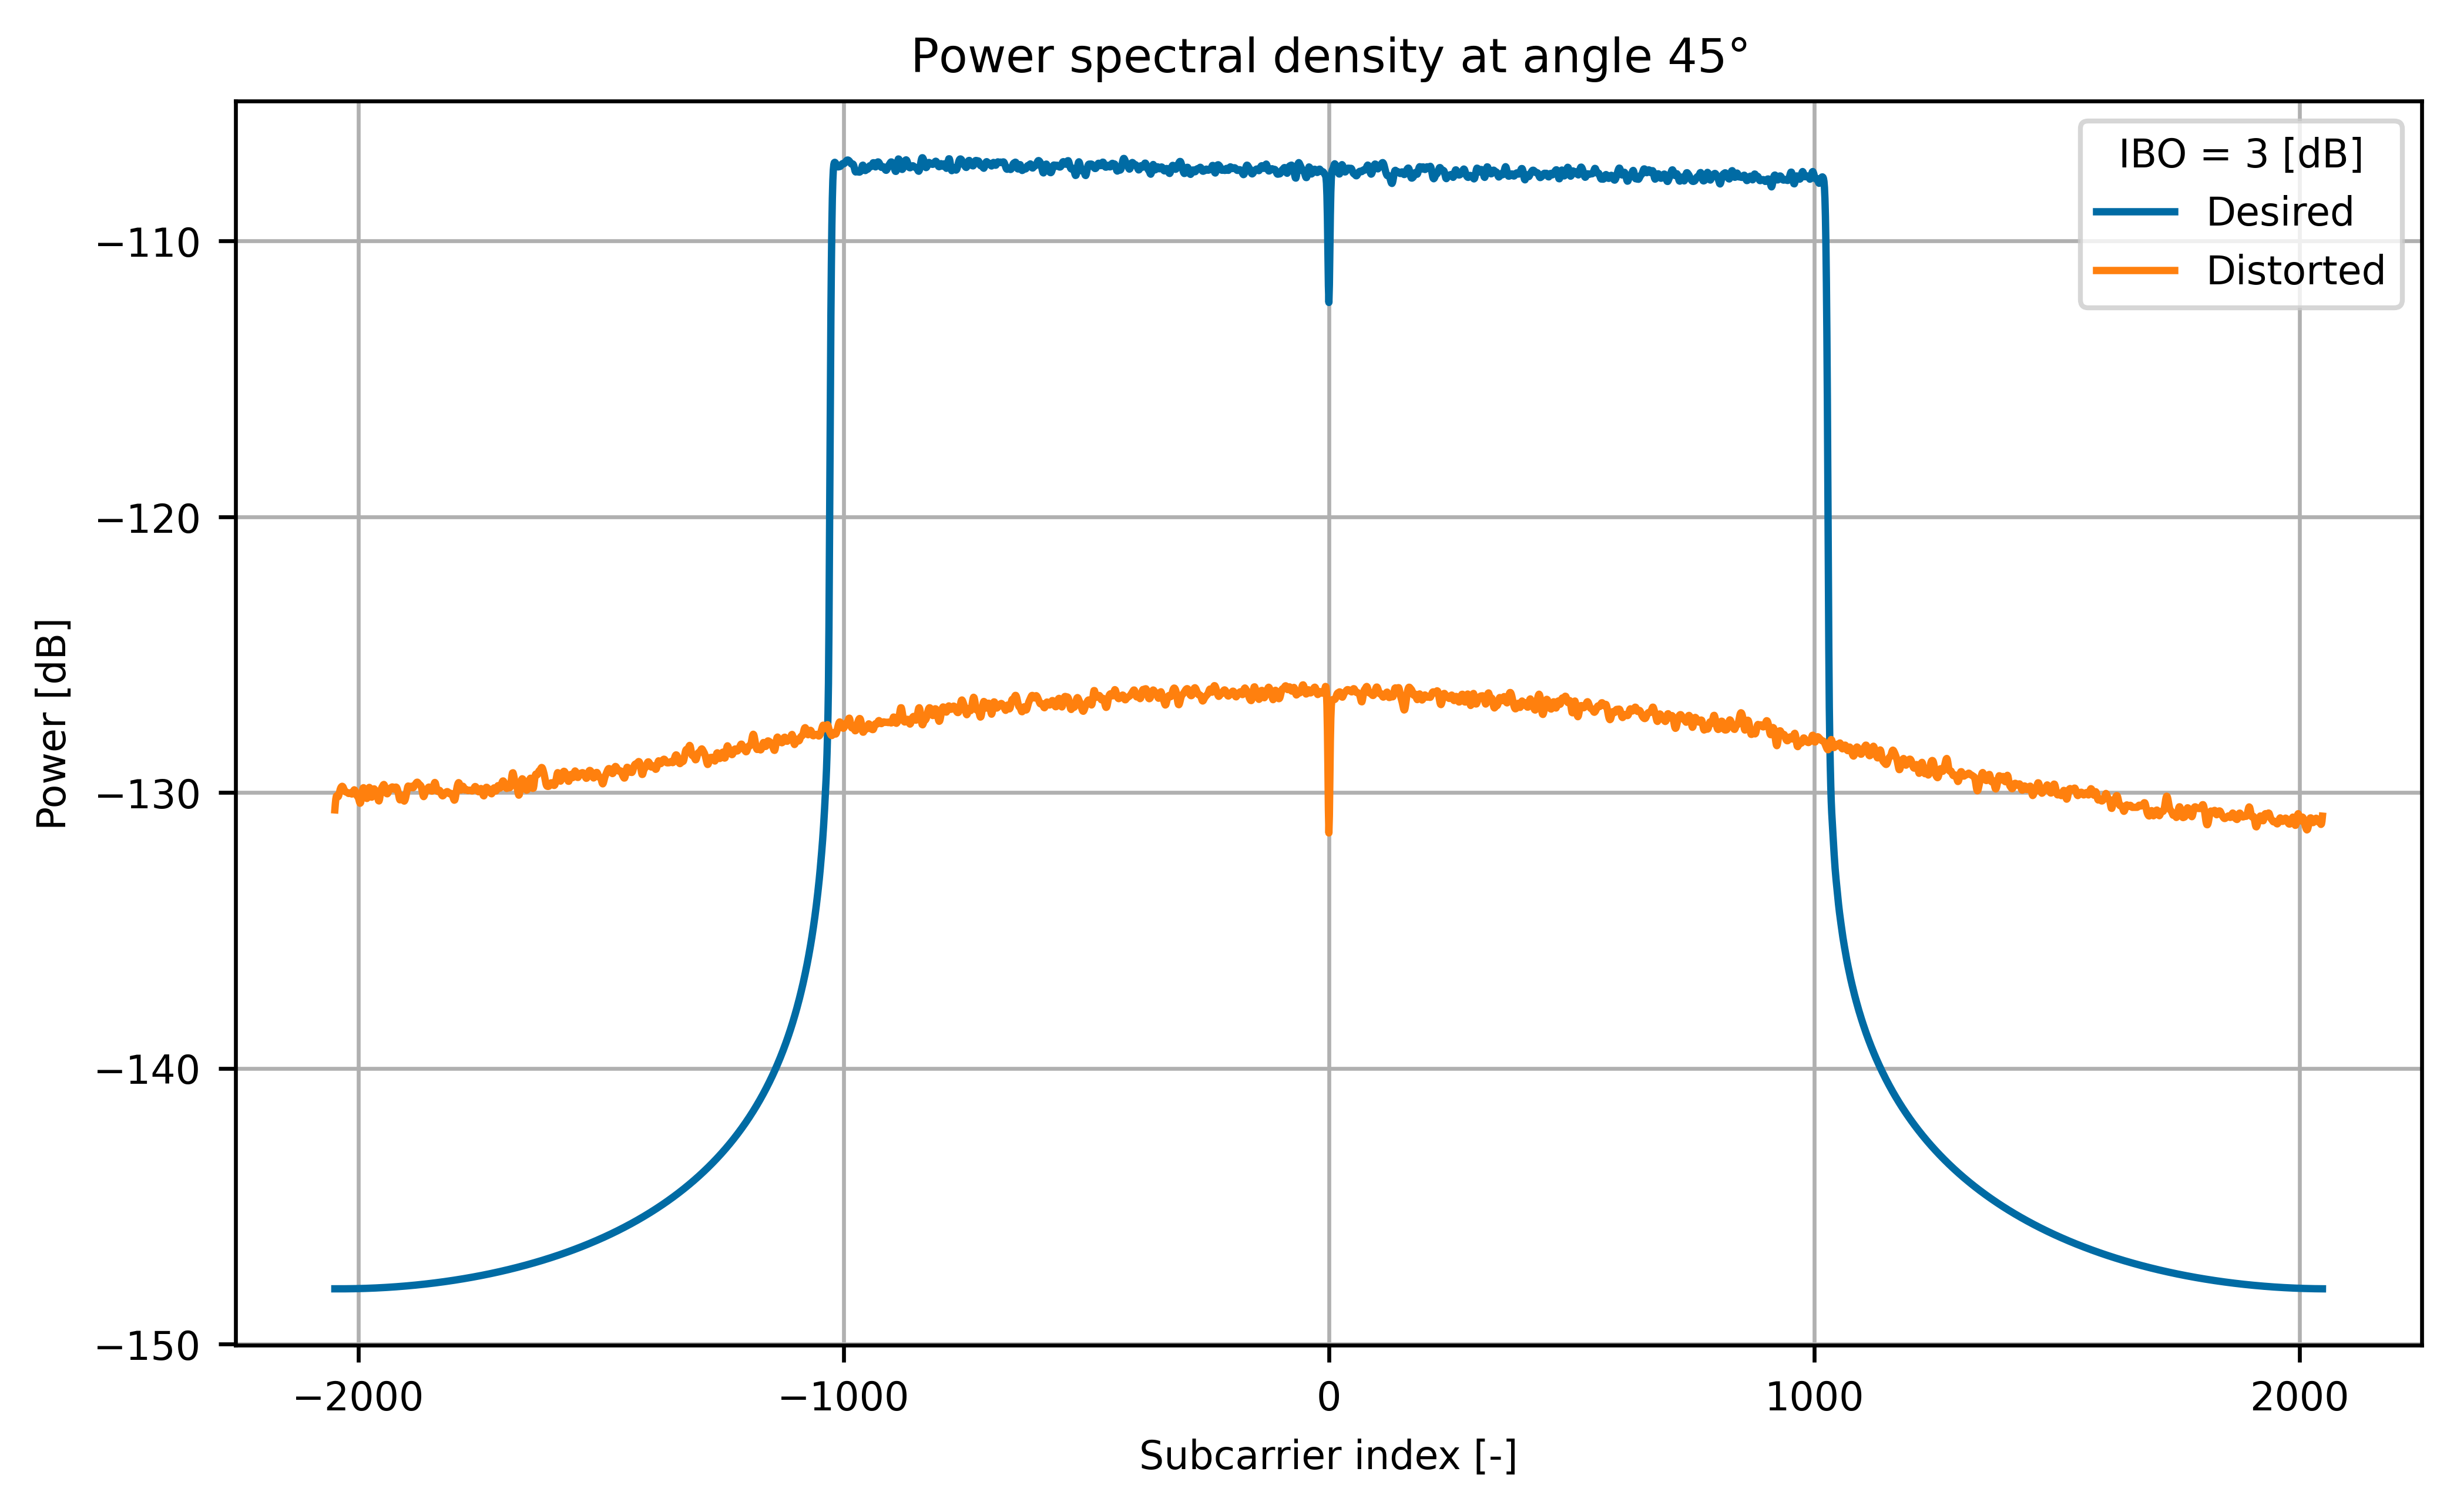 Power spectral density at angle 45°
IBO = 3 [dB]
Desired
Distorted
Power [dB]
−110
−120
−130
−140
−150
−2000
−1000
0
1000
2000
Subcarrier index [-]